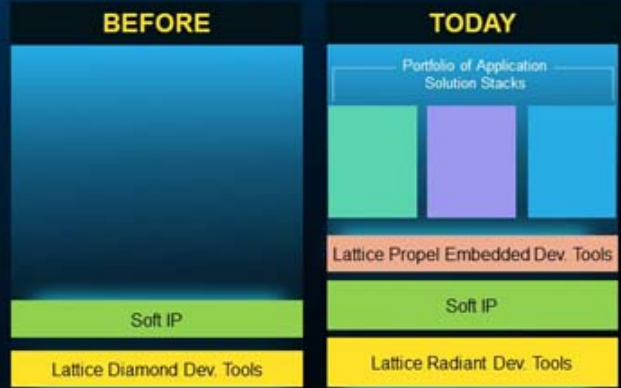 BEFORE
Soft IP
Lattice Diamond Dev. Tools
TODAY
Portfolio of Application
Solution Stacks
Lattice Propel Embedded Dev. Tools
Soft IP
Lattice Radiant Dev. Tools